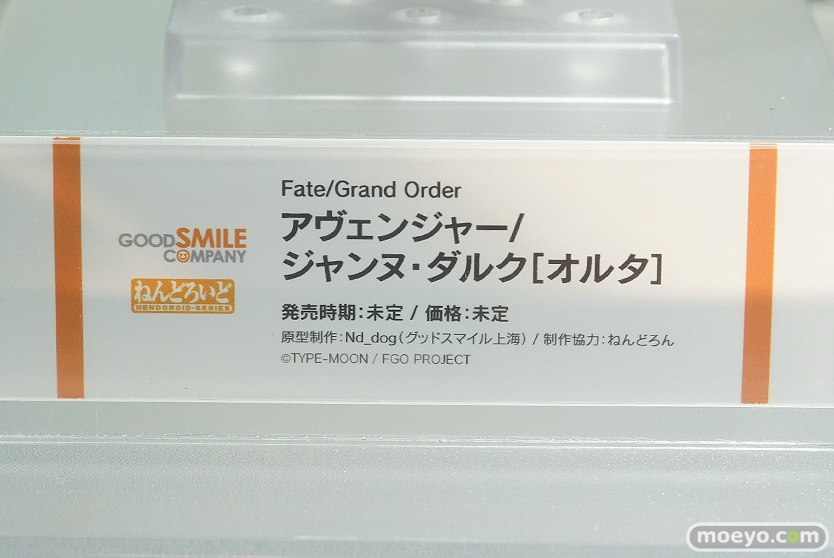 Fate/Grand Order
アヴェンジャー/
ジャンヌ・ダルク[オルタ]
GOODSMILE
COMPANY
ねんどろいど
NENDOROID-SERIES
発売時期:未定 / 価格:未定
原型制作:Nd_dog(グッドスマイル上海) / 制作協力:ねんどろん
©TYPE-MOON / FGO PROJECT
moeyo.com